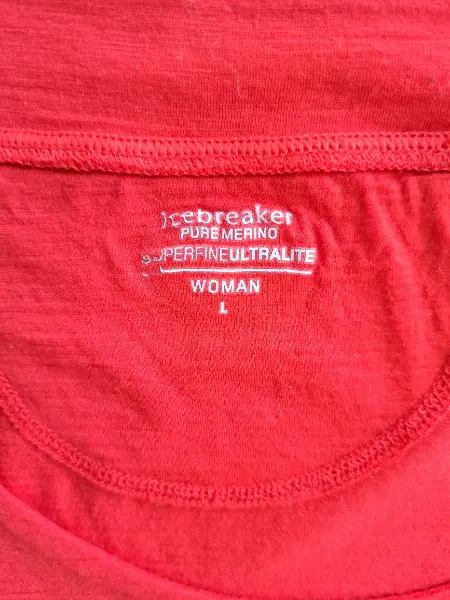 Icebreaker
PURE MERINO
SUPERFINEULTRALITE
WOMAN
L